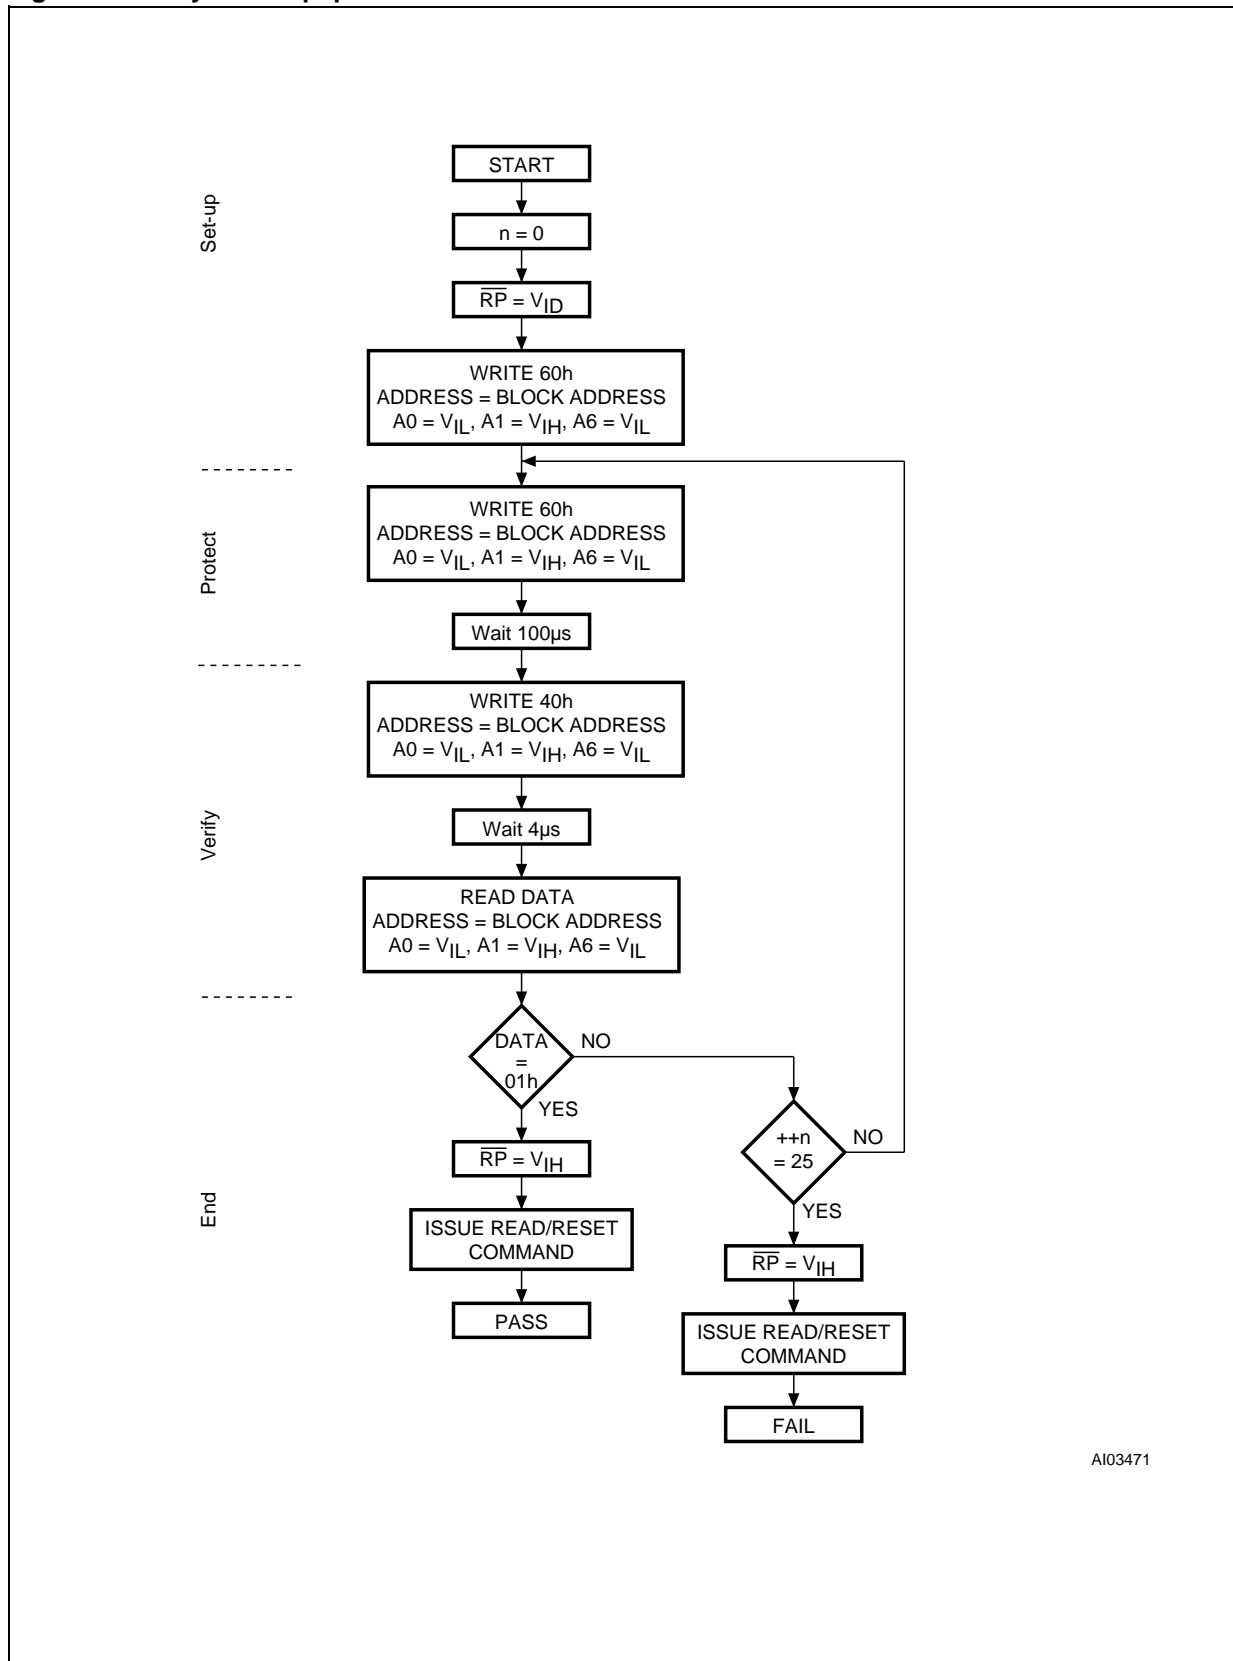 Set-up
START
n = 0
R̅P̅ = VID
WRITE 60h
ADDRESS = BLOCK ADDRESS
A0 = VIL, A1 = VIH, A6 = VIL
Protect
WRITE 60h
ADDRESS = BLOCK ADDRESS
A0 = VIL, A1 = VIH, A6 = VIL
Wait 100µs
Verify
WRITE 40h
ADDRESS = BLOCK ADDRESS
A0 = VIL, A1 = VIH, A6 = VIL
Wait 4µs
READ DATA
ADDRESS = BLOCK ADDRESS
A0 = VIL, A1 = VIH, A6 = VIL
End
DATA
=
01h
NO
YES
R̅P̅ = VIH
ISSUE READ/RESET
COMMAND
PASS
++n
= 25
NO
YES
R̅P̅ = VIH
ISSUE READ/RESET
COMMAND
FAIL
AI03471